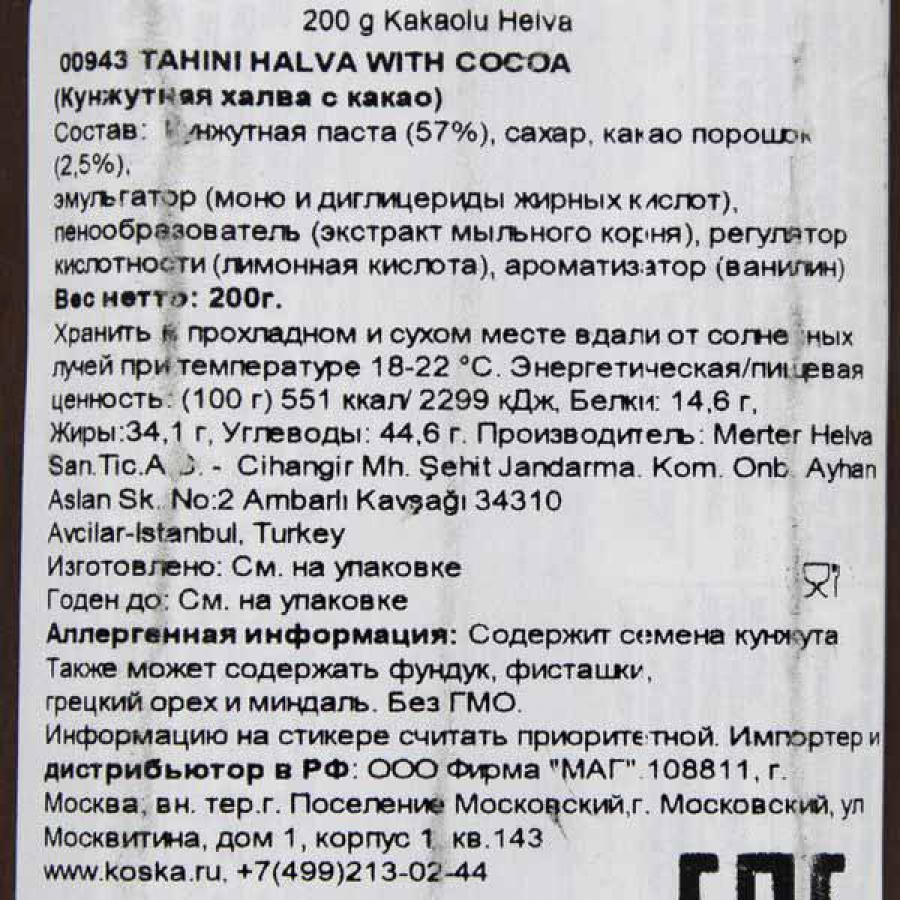 200 g Kakaolu Helva
00943 TAHINI HALVA WITH COCOA
(Кунжутная халва с какао)
Состав: Кунжутная паста (57%), сахар, какао порошок
(2,5%),
эмульгатор (моно и диглицериды жирных кислот),
пенообразователь (экстракт мыльного корня), регулятор
кислотности (лимонная кислота), ароматизатор (ванилин)
Вес нетто: 200г.
Хранить в прохладном и сухом месте вдали от солнечных
лучей при температуре 18-22 °С. Энергетическая/пищевая
ценность: (100 г) 551 ккал/ 2299 кДж, Белки: 14,6 г,
Жиры:34,1 г, Углеводы: 44,6 г. Производитель: Merter Helva
San.Tic.A.Ş. - Cihangir Mh. Şehit Jandarma. Kom. Onb. Ayhan
Aslan Sk. No:2 Ambarlı Kavşağı 34310
Avcilar-Istanbul, Turkey
Изготовлено: См. на упаковке
Годен до: См. на упаковке
Аллергенная информация: Содержит семена кунжута
Также может содержать фундук, фисташки,
грецкий орех и миндаль. Без ГМО.
Информацию на стикере считать приоритетной. Импортер и
дистрибьютор в РФ: ООО Фирма "МАГ" 108811, г.
Москва, вн. тер.г. Поселение Московский,г. Московский, ул
Москвитина, дом 1, корпус 1, кв.143
www.koska.ru, +7(499)213-02-44
EAC